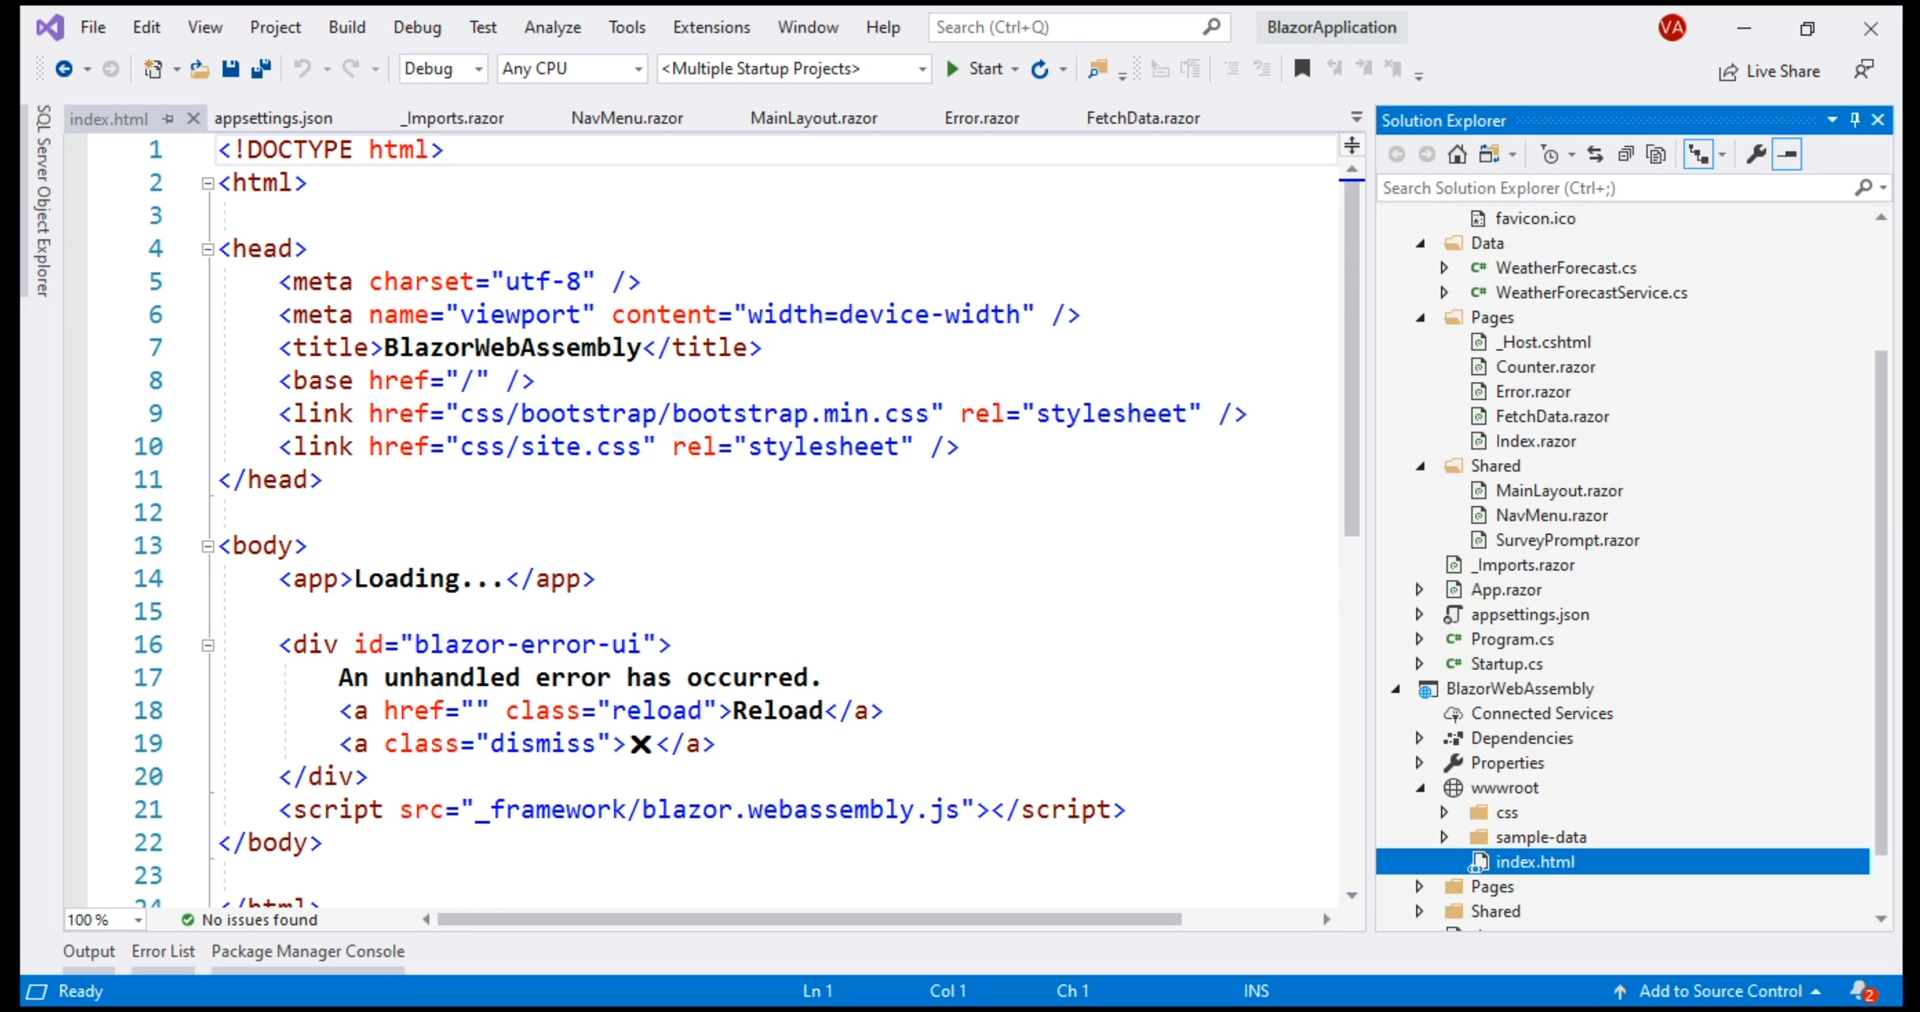 File Edit View Project Build Debug Test Analyze Tools Extensions Window Help Search (Ctrl+Q) BlazorApplication VA
Debug Any CPU <Multiple Startup Projects> Start Live Share
SQL Server Object Explorer
index.html appsettings.json _Imports.razor NavMenu.razor MainLayout.razor Error.razor FetchData.razor
1 <!DOCTYPE html>
2 <html>
3
4 <head>
5 <meta charset="utf-8" />
6 <meta name="viewport" content="width=device-width" />
7 <title>BlazorWebAssembly</title>
8 <base href="/" />
9 <link href="css/bootstrap/bootstrap.min.css" rel="stylesheet" />
10 <link href="css/site.css" rel="stylesheet" />
11 </head>
12
13 <body>
14 <app>Loading...</app>
15
16 <div id="blazor-error-ui">
17 An unhandled error has occurred.
18 <a href="" class="reload">Reload</a>
19 <a class="dismiss">🗙</a>
20 </div>
21 <script src="_framework/blazor.webassembly.js"></script>
22 </body>
23
24 </html>
100 % No issues found
Solution Explorer
Search Solution Explorer (Ctrl+;)
favicon.ico
Data
C# WeatherForecast.cs
C# WeatherForecastService.cs
Pages
_Host.cshtml
Counter.razor
Error.razor
FetchData.razor
Index.razor
Shared
MainLayout.razor
NavMenu.razor
SurveyPrompt.razor
_Imports.razor
App.razor
appsettings.json
C# Program.cs
C# Startup.cs
BlazorWebAssembly
Connected Services
Dependencies
Properties
wwwroot
css
sample-data
index.html
Pages
Shared
Output Error List Package Manager Console
Ready Ln 1 Col 1 Ch 1 INS Add to Source Control 2